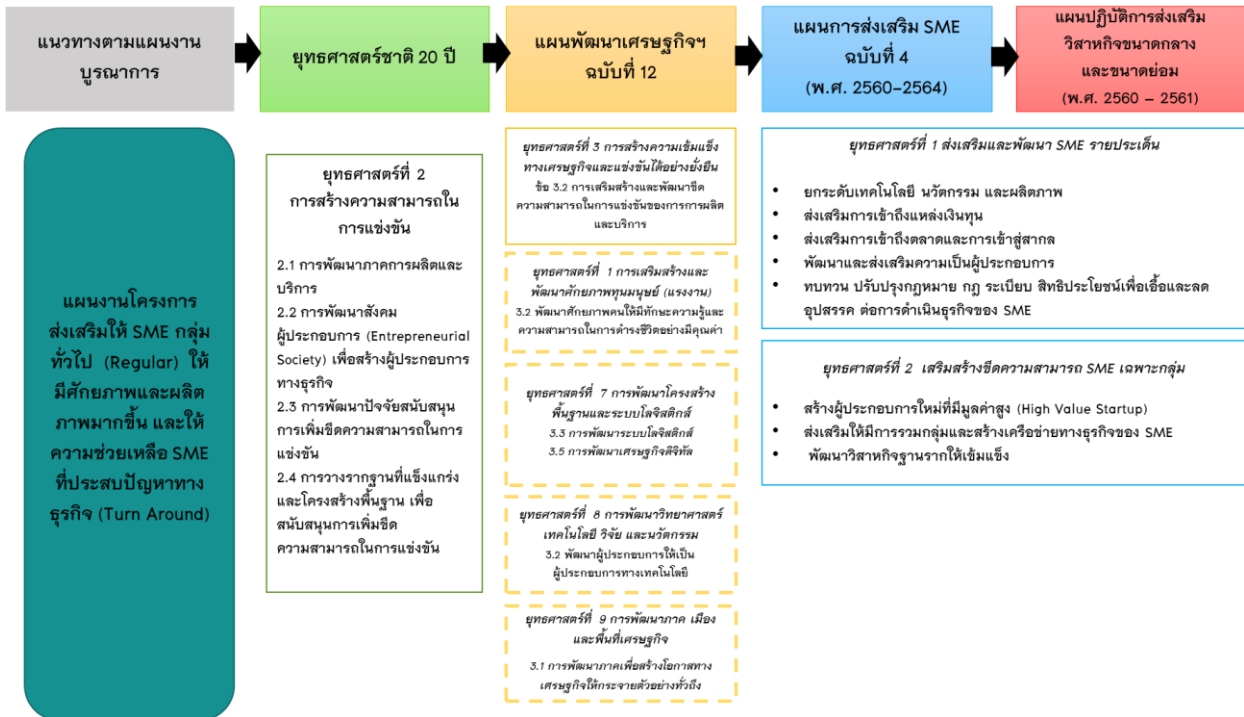 แนวทางตามแผนงาน
บูรณาการ
ยุทธศาสตร์ชาติ 20 ปี
แผนพัฒนาเศรษฐกิจฯ
ฉบับที่ 12
แผนการส่งเสริม SME
ฉบับที่ 4
(พ.ศ. 2560-2564)
แผนปฏิบัติการส่งเสริม
วิสาหกิจขนาดกลาง
และขนาดย่อม
(พ.ศ. 2560 – 2561)
แผนงานโครงการ
ส่งเสริมให้ SME กลุ่ม
ทั่วไป (Regular) ให้
มีศักยภาพและผลิต
ภาพมากขึ้น และให้
ความช่วยเหลือ SME
ที่ประสบปัญหาทาง
ธุรกิจ (Turn Around)
ยุทธศาสตร์ที่ 2
การสร้างความสามารถใน
การแข่งขัน
2.1 การพัฒนาภาคการผลิตและ
บริการ
2.2 การพัฒนาสังคม
ผู้ประกอบการ (Entrepreneurial
Society) เพื่อสร้างผู้ประกอบการ
ทางธุรกิจ
2.3 การพัฒนาปัจจัยสนับสนุน
การเพิ่มขีดความสามารถในการ
แข่งขัน
2.4 การวางรากฐานที่แข็งแกร่ง
และโครงสร้างพื้นฐาน เพื่อ
สนับสนุนการเพิ่มขีด
ความสามารถในการแข่งขัน
ยุทธศาสตร์ที่ 3 การสร้างความเข้มแข็ง
ทางเศรษฐกิจและแข่งขันได้อย่างยั่งยืน
ข้อ 3.2 การเสริมสร้างและพัฒนาขีด
ความสามารถในการแข่งขันของการการผลิต
และบริการ
ยุทธศาสตร์ที่ 1 การเสริมสร้างและ
พัฒนาศักยภาพทุนมนุษย์ (แรงงาน)
3.2 พัฒนาศักยภาพคนให้มีทักษะความรู้และ
ความสามารถในการดำรงชีวิตอย่างมีคุณค่า
ยุทธศาสตร์ที่ 7 การพัฒนาโครงสร้าง
พื้นฐานและระบบโลจิสติกส์
3.3 การพัฒนาระบบโลจิสติกส์
3.5 การพัฒนาเศรษฐกิจดิจิทัล
ยุทธศาสตร์ที่ 8 การพัฒนาวิทยาศาสตร์
เทคโนโลยี วิจัย และนวัตกรรม
3.2 พัฒนาผู้ประกอบการให้เป็น
ผู้ประกอบการทางเทคโนโลยี
ยุทธศาสตร์ที่ 9 การพัฒนาภาค เมือง
และพื้นที่เศรษฐกิจ
3.1 การพัฒนาภาคเพื่อสร้างโอกาสทาง
เศรษฐกิจให้กระจายตัวอย่างทั่วถึง
ยุทธศาสตร์ที่ 1 ส่งเสริมและพัฒนา SME รายประเด็น
• ยกระดับเทคโนโลยี นวัตกรรม และผลิตภาพ
• ส่งเสริมการเข้าถึงแหล่งเงินทุน
• ส่งเสริมการเข้าถึงตลาดและการเข้าสู่สากล
• พัฒนาและส่งเสริมความเป็นผู้ประกอบการ
• ทบทวน ปรับปรุงกฎหมาย กฎ ระเบียบ สิทธิประโยชน์เพื่อเอื้อและลด
อุปสรรค ต่อการดำเนินธุรกิจของ SME
ยุทธศาสตร์ที่ 2 เสริมสร้างขีดความสามารถ SME เฉพาะกลุ่ม
• สร้างผู้ประกอบการใหม่ที่มีมูลค่าสูง (High Value Startup)
• ส่งเสริมให้มีการรวมกลุ่มและสร้างเครือข่ายทางธุรกิจของ SME
• พัฒนาวิสาหกิจฐานรากให้เข้มแข็ง